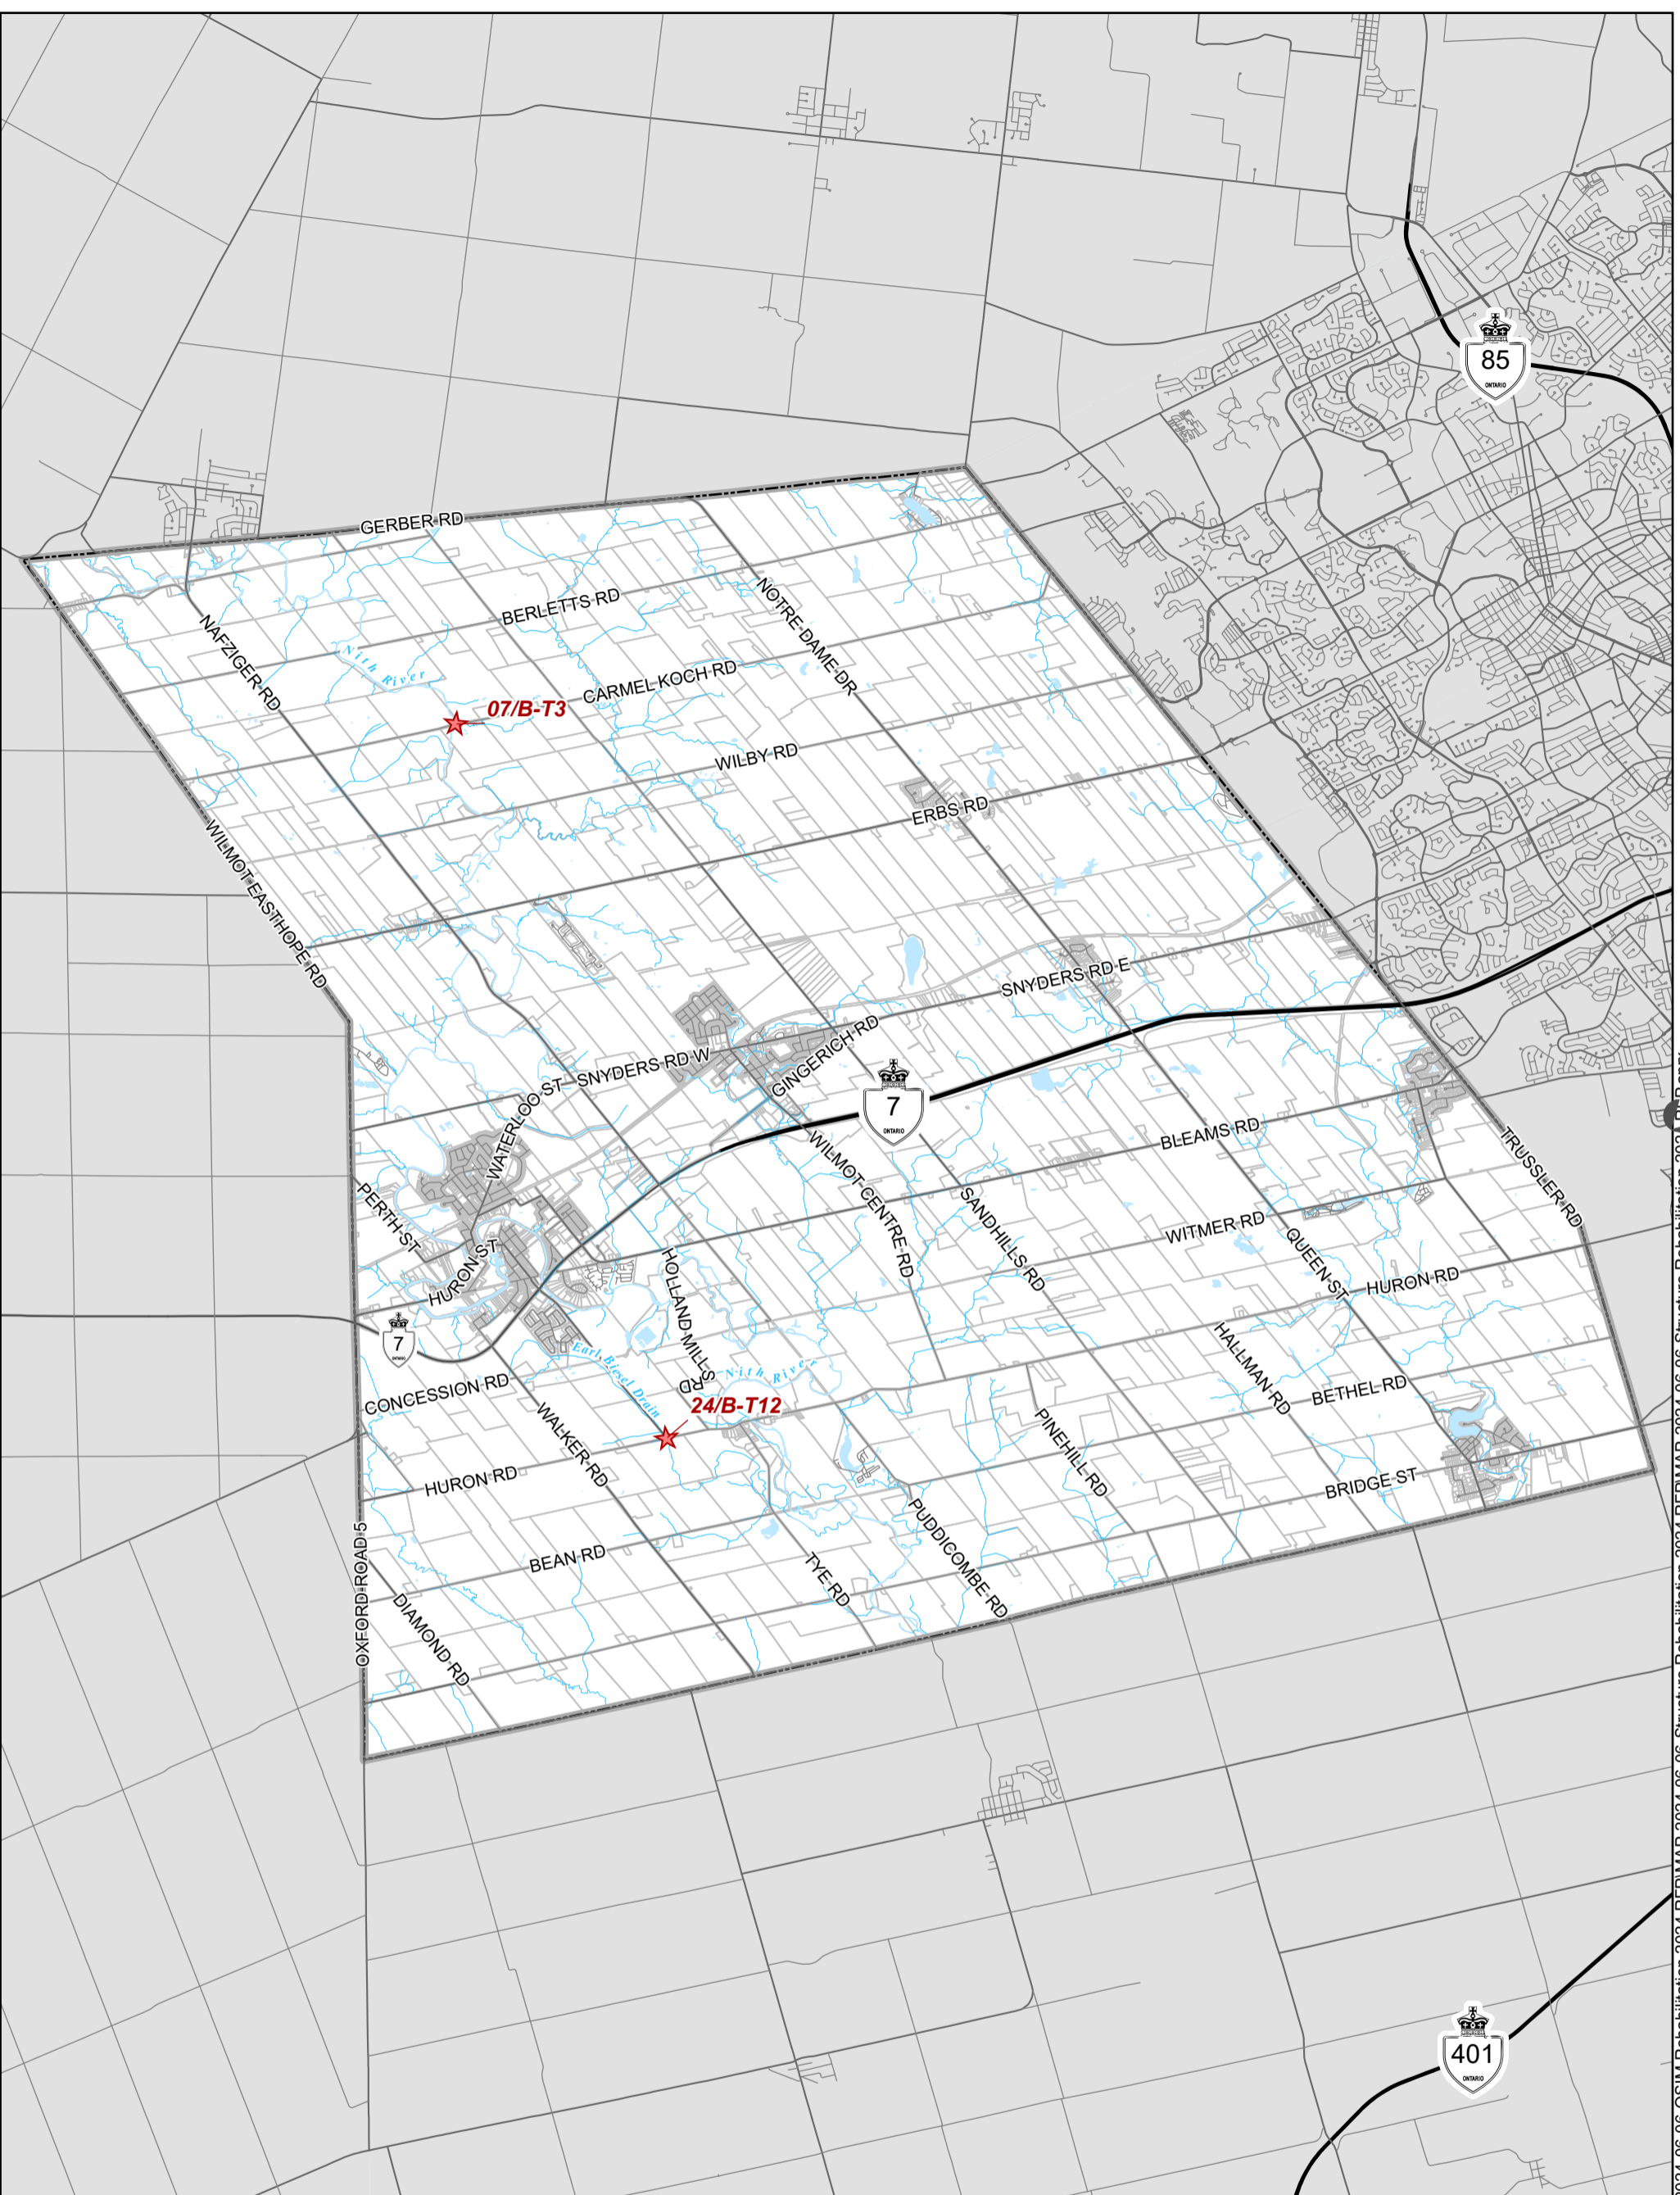 85
ONTARIO
GERBER RD
BERLETTS RD
NOTRE-DAME-DR
NAFZIGER RD
Nith River
CARMEL KOCH RD
07/B-T3
WILBY RD
ERBS RD
WILMOT-EASTHOPE RD
SNYDERS RD E
SNYDERS RD W
GINGERICH RD
WATERLOO ST
7
ONTARIO
WILMOT-CENTRE-RD
BLEAMS RD
TRUSSLER RD
PERTH ST
SANDHILLS RD
WITMER RD
QUEEN ST
HURON ST
HOLLAND MILLS RD
HURON RD
7
ONTARIO
Earl Biesel Drain
Nith River
HALLMAN RD
CONCESSION RD
BETHEL RD
24/B-T12
WALKER RD
PINEHILL RD
HURON RD
BRIDGE ST
PUDDICOMBE RD
OXFORD ROAD 5
BEAN RD
TYE RD
DIAMOND RD
401
ONTARIO